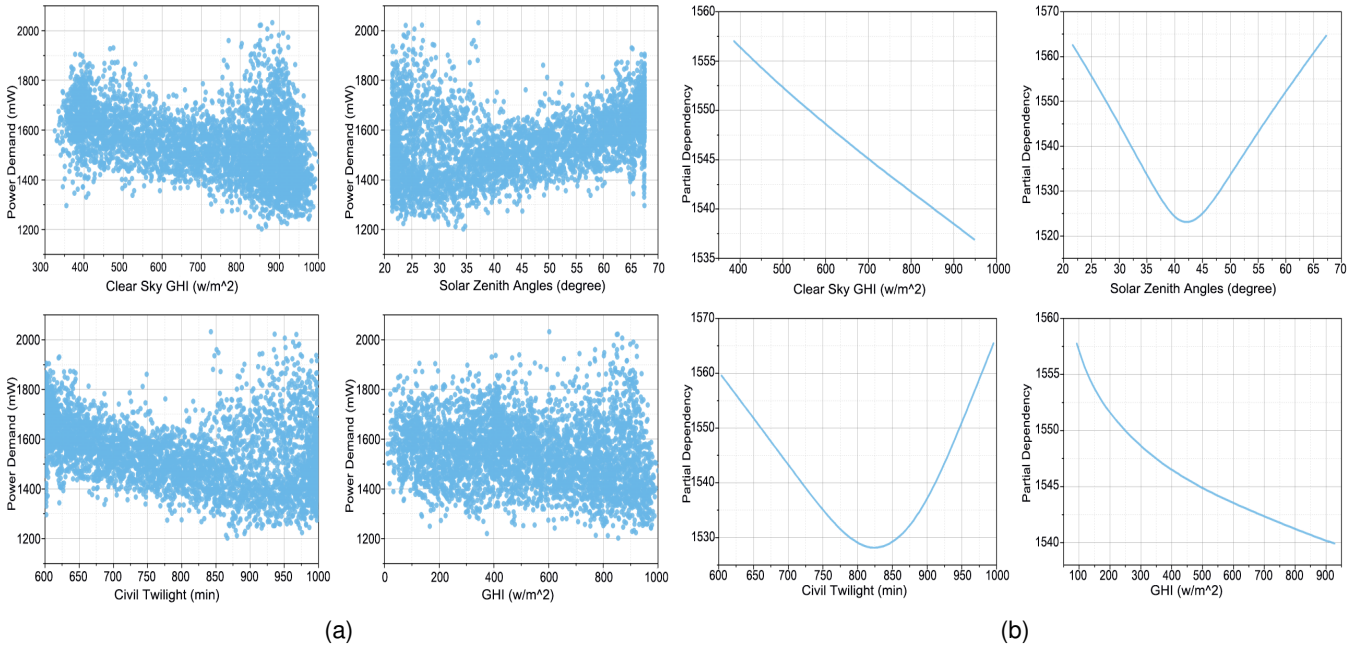 2000
1800
1600
1400
1200
Power Demand (mW)
300 400 500 600 700 800 900 1000
Clear Sky GHI (w/m^2)
2000
1800
1600
1400
1200
Power Demand (mW)
20 25 30 35 40 45 50 55 60 65 70
Solar Zenith Angles (degree)
1560
1555
1550
1545
1540
1535
Partial Dependency
400 500 600 700 800 900 1000
Clear Sky GHI (w/m^2)
1570
1560
1550
1540
1530
1520
Partial Dependency
20 25 30 35 40 45 50 55 60 65 70
Solar Zenith Angles (degree)
2000
1800
1600
1400
1200
Power Demand (mW)
600 650 700 750 800 850 900 950 1000
Civil Twilight (min)
2000
1800
1600
1400
1200
Power Demand (mW)
0 200 400 600 800 1000
GHI (w/m^2)
1570
1560
1550
1540
1530
Partial Dependency
600 650 700 750 800 850 900 950 1000
Civil Twilight (min)
1560
1555
1550
1545
1540
Partial Dependency
100 200 300 400 500 600 700 800 900
GHI (w/m^2)
(a)
(b)